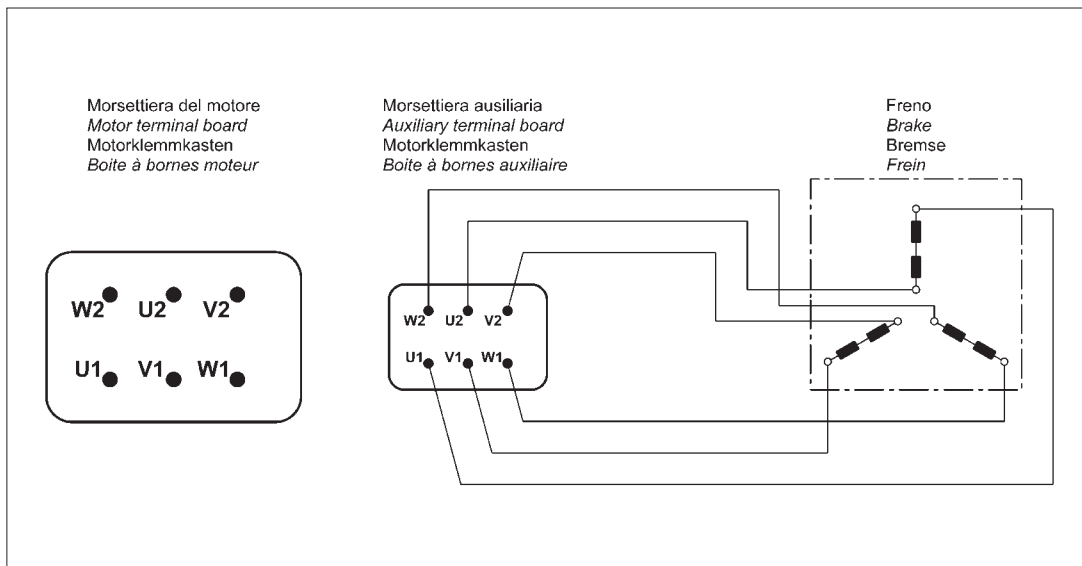 Morsettiera del motore
Motor terminal board
Motorklemmkasten
Boite à bornes moteur
Morsettiera ausiliaria
Auxiliary terminal board
Motorklemmkasten
Boite à bornes auxiliaire
Freno
Brake
Bremse
Frein
W2 U2 V2
U1 V1 W1
W2 U2 V2
U1 V1 W1